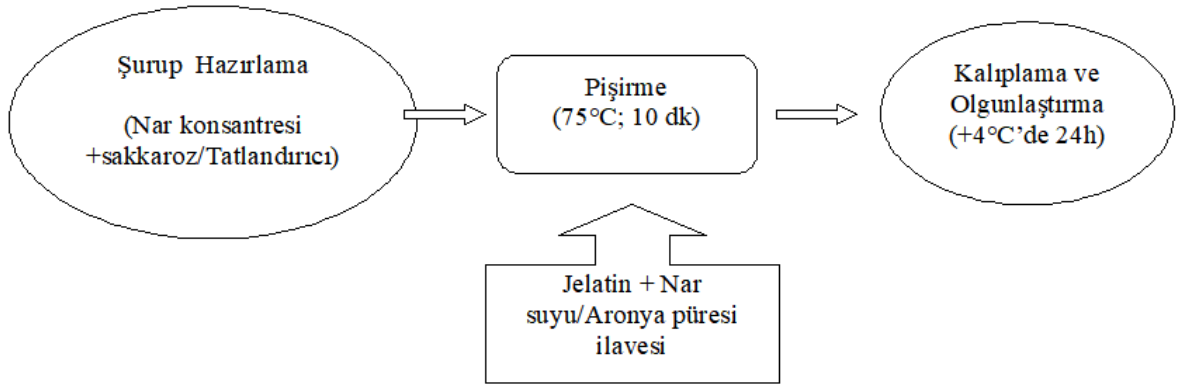 Şurup Hazırlama
(Nar konsantresi
+sakkaroz/Tatlandırıcı)
Pişirme
(75°C; 10 dk)
Kalıplama ve
Olgunlaştırma
(+4°C’de 24h)
Jelatin + Nar
suyu/Aronya püresi
ilavesi